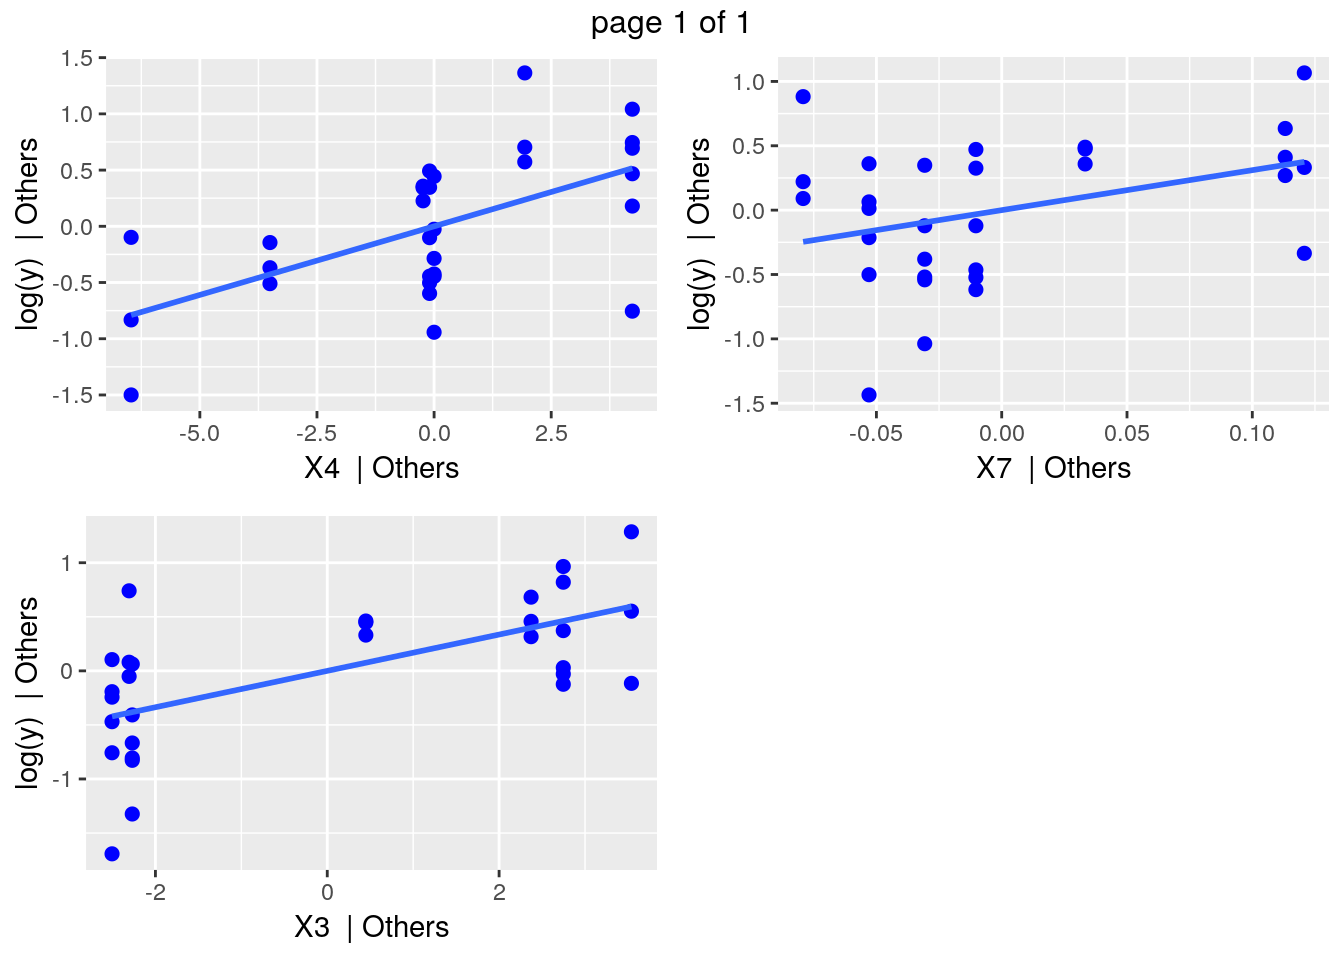 page 1 of 1
log(y) | Others
1.5
1.0
0.5
0.0
-0.5
-1.0
-1.5
-5.0 -2.5 0.0 2.5
X4 | Others
log(y) | Others
1.0
0.5
0.0
-0.5
-1.0
-1.5
-0.05 0.00 0.05 0.10
X7 | Others
log(y) | Others
1
0
-1
-2 0 2
X3 | Others